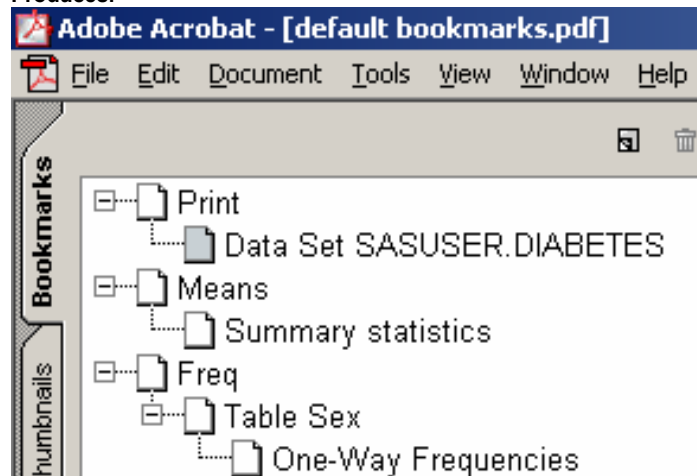 Produces:
Adobe Acrobat - [default bookmarks.pdf]
File Edit Document Tools View Window Help
Bookmarks
Print
Data Set SASUSER.DIABETES
Means
Summary statistics
Freq
Table Sex
One-Way Frequencies
humbnails